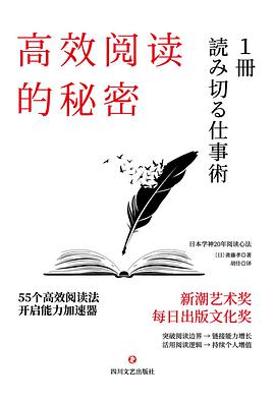 高效阅读
的秘密
1冊
読み切る仕事術
日本学神20年阅读心法
〔日〕斋藤孝◎著
胡佳◎译
55个高效阅读法
开启能力加速器
新潮艺术奖
每日出版文化奖
突破阅读边界→链接能力增长
活用阅读逻辑→持续个人增值
四川文艺出版社